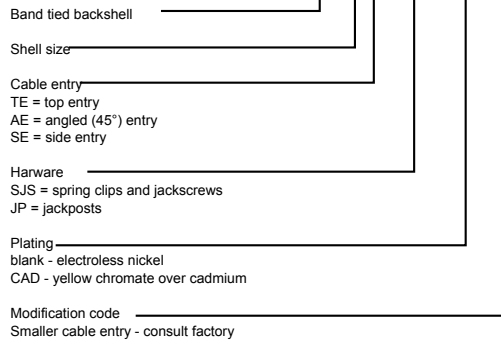 Band tied backshell
Shell size
Cable entry
TE = top entry
AE = angled (45°) entry
SE = side entry
Harware
SJS = spring clips and jackscrews
JP = jackposts
Plating
blank - electroless nickel
CAD - yellow chromate over cadmium
Modification code
Smaller cable entry - consult factory